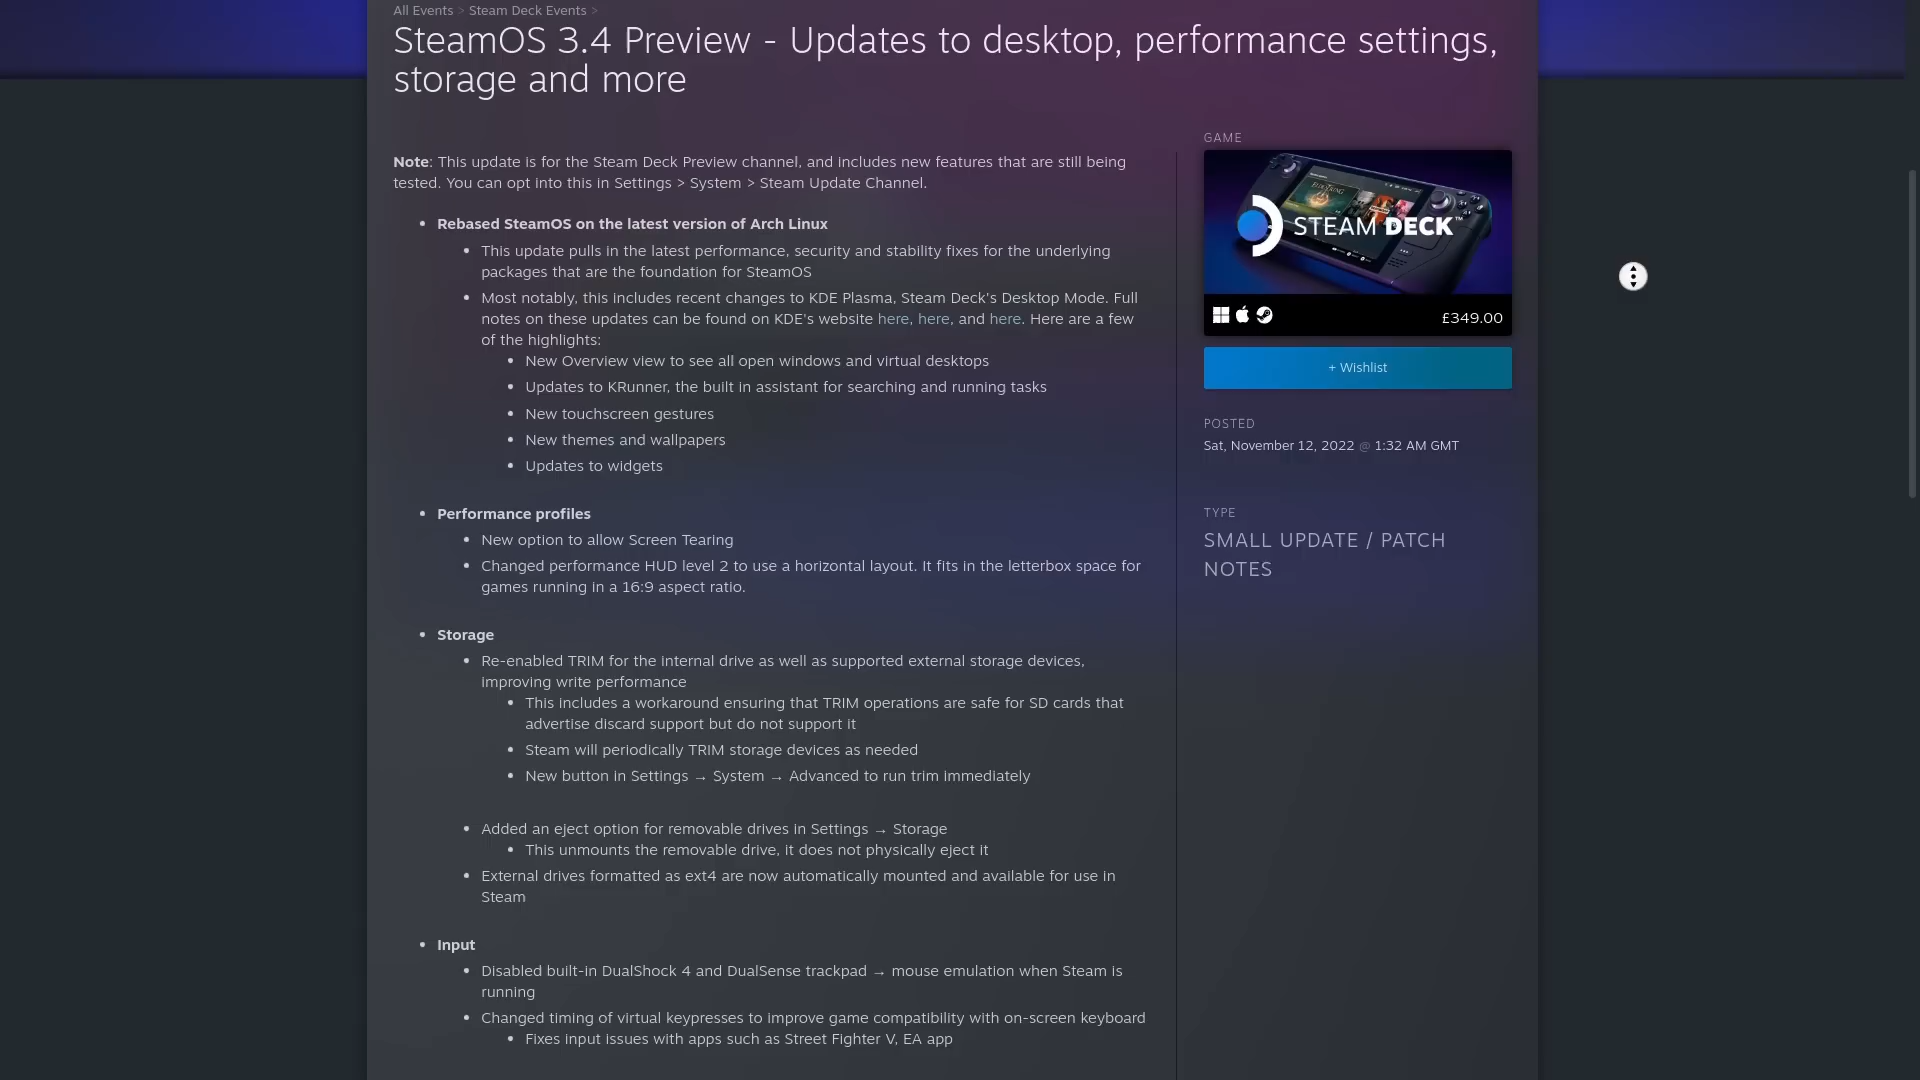 All Events > Steam Deck Events >
SteamOS 3.4 Preview - Updates to desktop, performance settings,
storage and more
Note: This update is for the Steam Deck Preview channel, and includes new features that are still being
tested. You can opt into this in Settings > System > Steam Update Channel.
• Rebased SteamOS on the latest version of Arch Linux
• This update pulls in the latest performance, security and stability fixes for the underlying
packages that are the foundation for SteamOS
• Most notably, this includes recent changes to KDE Plasma, Steam Deck's Desktop Mode. Full
notes on these updates can be found on KDE's website here, here, and here. Here are a few
of the highlights:
• New Overview view to see all open windows and virtual desktops
• Updates to KRunner, the built in assistant for searching and running tasks
• New touchscreen gestures
• New themes and wallpapers
• Updates to widgets
• Performance profiles
• New option to allow Screen Tearing
• Changed performance HUD level 2 to use a horizontal layout. It fits in the letterbox space for
games running in a 16:9 aspect ratio.
• Storage
• Re-enabled TRIM for the internal drive as well as supported external storage devices,
improving write performance
• This includes a workaround ensuring that TRIM operations are safe for SD cards that
advertise discard support but do not support it
• Steam will periodically TRIM storage devices as needed
• New button in Settings → System → Advanced to run trim immediately
• Added an eject option for removable drives in Settings → Storage
• This unmounts the removable drive, it does not physically eject it
• External drives formatted as ext4 are now automatically mounted and available for use in
Steam
• Input
• Disabled built-in DualShock 4 and DualSense trackpad → mouse emulation when Steam is
running
• Changed timing of virtual keypresses to improve game compatibility with on-screen keyboard
• Fixes input issues with apps such as Street Fighter V, EA app
GAME
ELDEN RING
STEAM DECK™
£349.00
+ Wishlist
POSTED
Sat, November 12, 2022 @ 1:32 AM GMT
TYPE
SMALL UPDATE / PATCH
NOTES